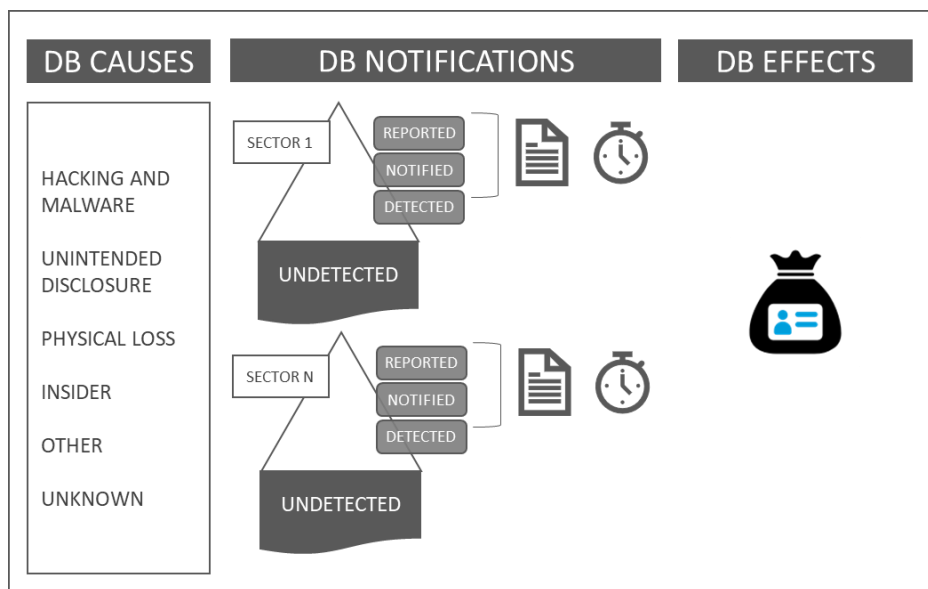 DB CAUSES
DB NOTIFICATIONS
DB EFFECTS
HACKING AND
MALWARE
UNINTENDED
DISCLOSURE
PHYSICAL LOSS
INSIDER
OTHER
UNKNOWN
SECTOR 1
REPORTED
NOTIFIED
DETECTED
UNDETECTED
SECTOR N
REPORTED
NOTIFIED
DETECTED
UNDETECTED